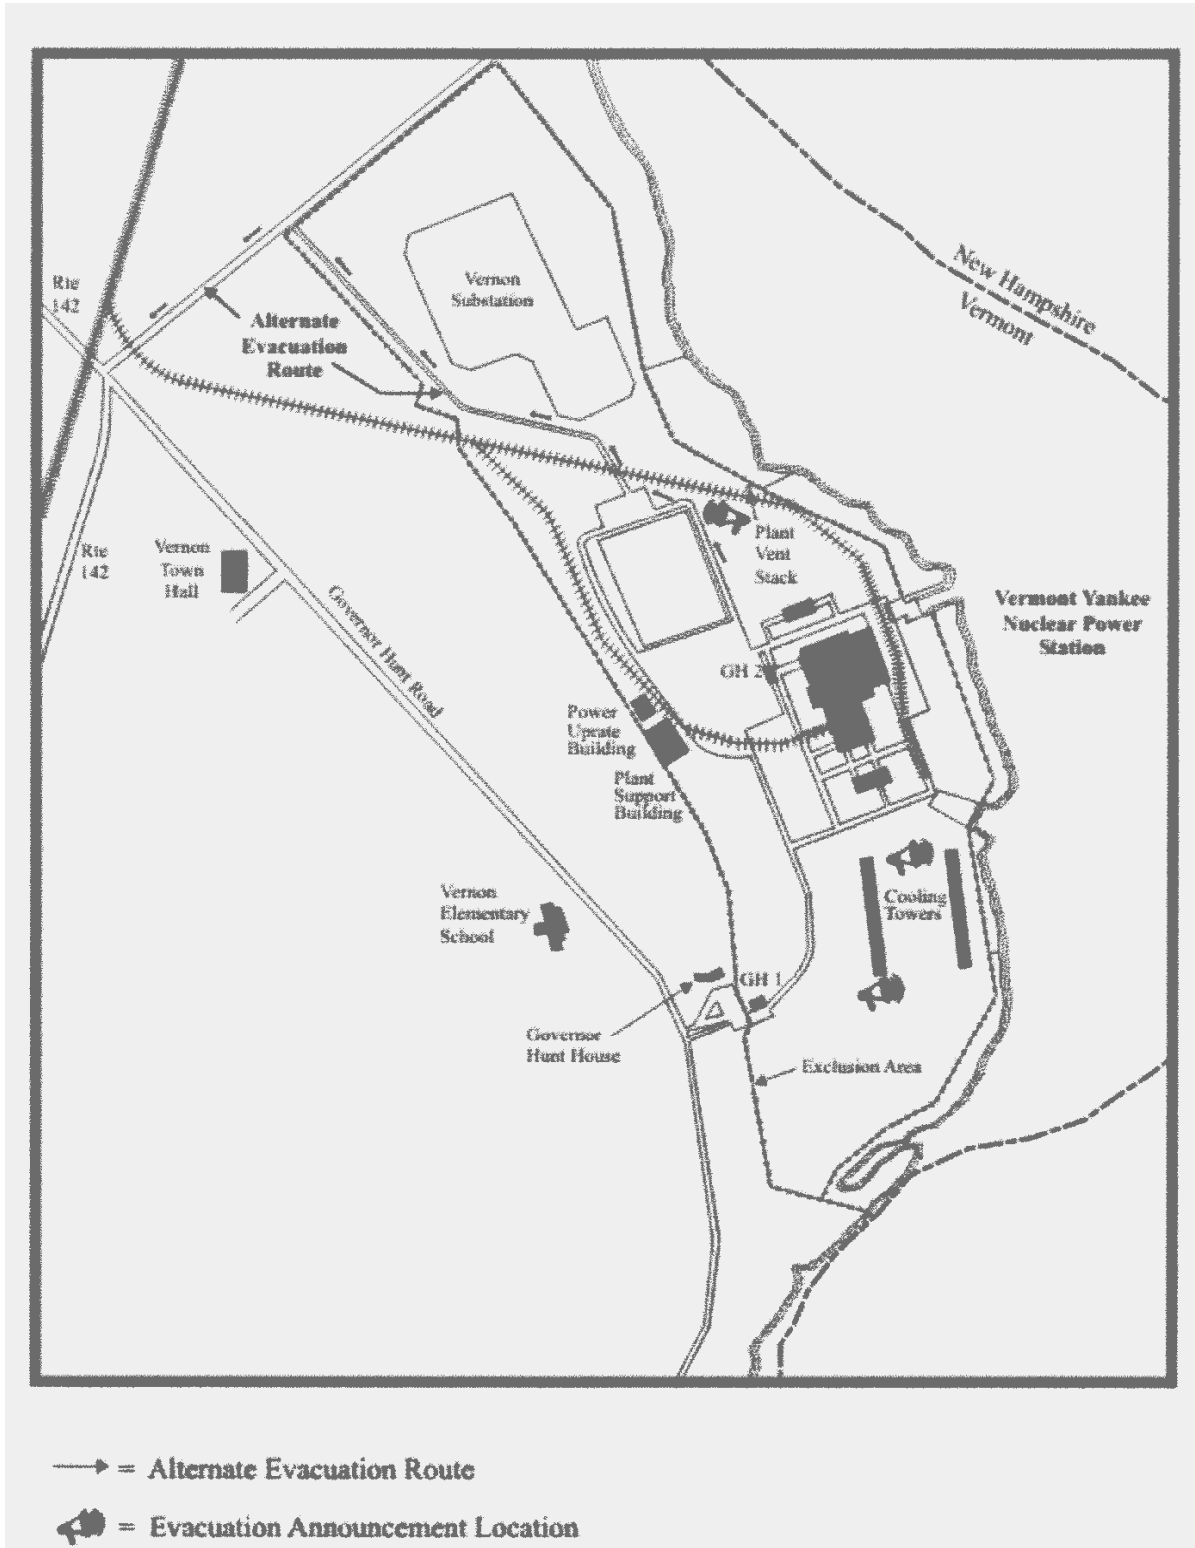 New Hampshire
Vermont
Rte
142
Vernon
Substation
Alternate
Evacuation
Route
Rte
142
Vernon
Town
Hall
Governor Hunt Road
Plant
Vent
Stack
Vermont Yankee
Nuclear Power
Station
GH 2
Power
Uprate
Building
Plant
Support
Building
Vernon
Elementary
School
Cooling
Towers
GH 1
Governor
Hunt House
Exclusion Area
= Alternate Evacuation Route
= Evacuation Announcement Location